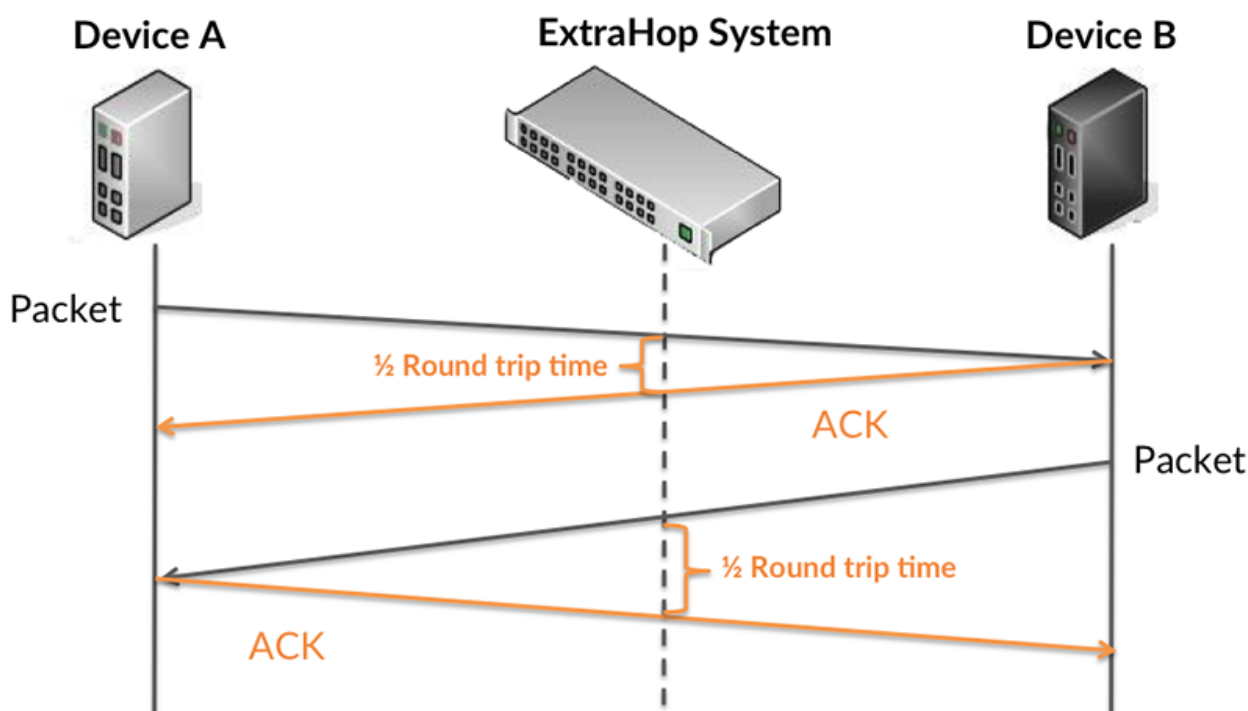 Device A
ExtraHop System
Device B
Packet
½ Round trip time
ACK
Packet
½ Round trip time
ACK